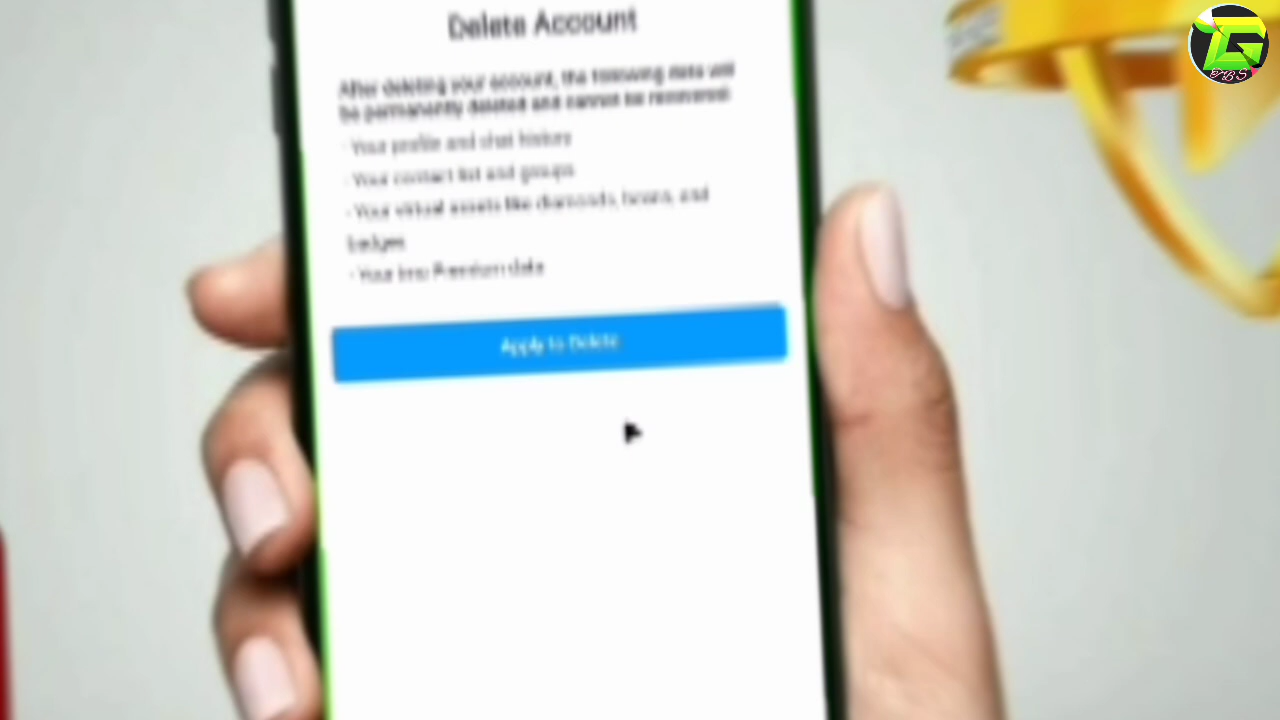 Delete Account
After deleting your account, the following data will
be permanently deleted and cannot be recovered:
- Your profile and chat history
- Your contact list and groups
- Your virtual assets like diamonds, beans, and
badges
- Your imo Premium data
Apply to Delete